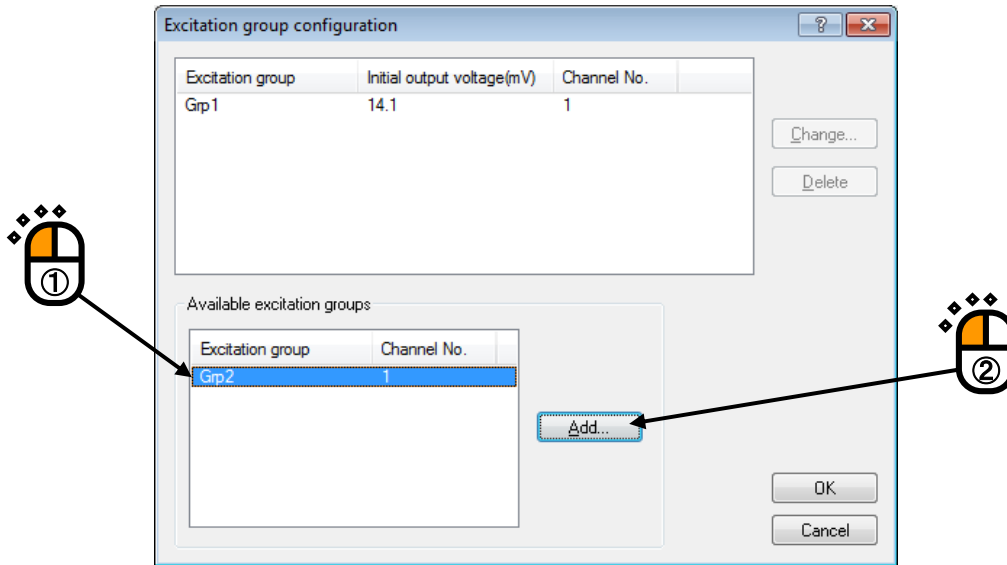 Excitation group configuration
Excitation group Initial output voltage(mV) Channel No.
Grp1 14.1 1
Change...
Delete
①
Available excitation groups
Excitation group Channel No.
Grp2 1
②
Add...
OK
Cancel